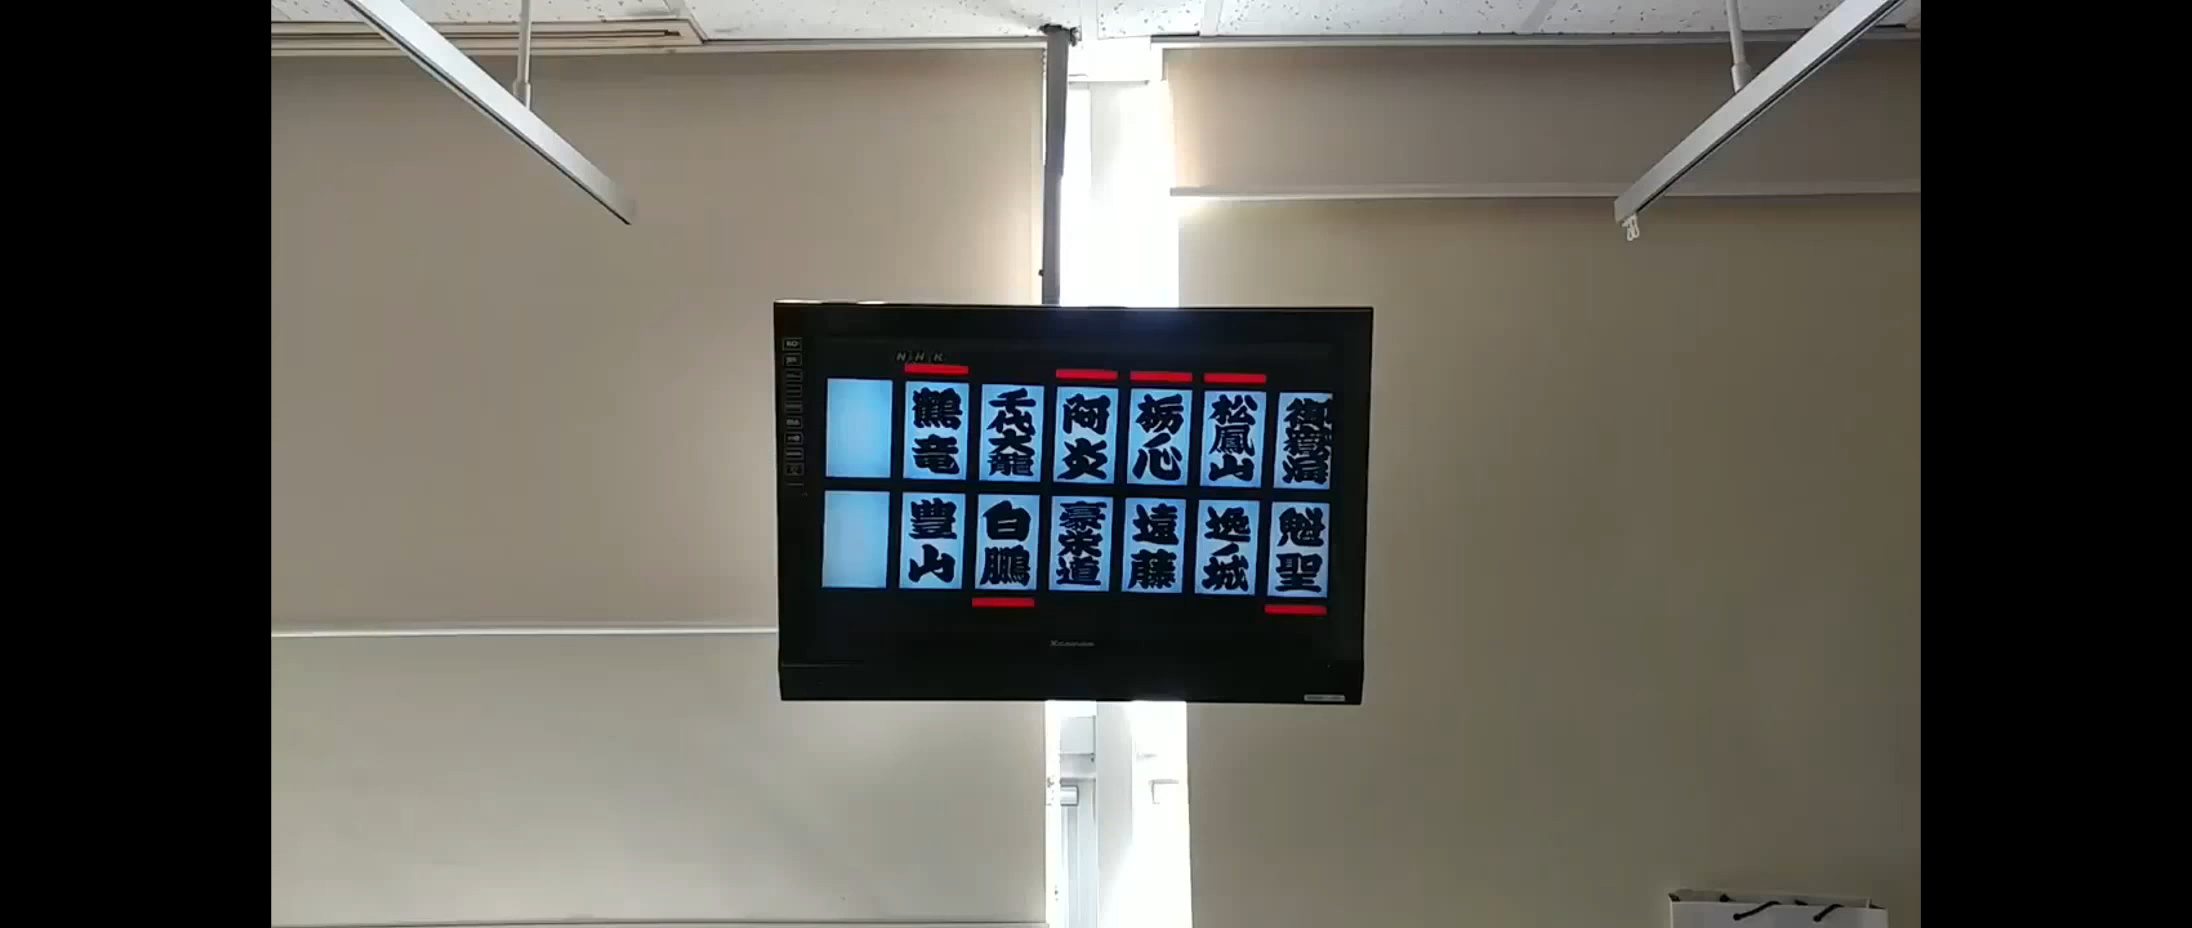 NHK
鶴竜
千代大龍
阿炎
栃ノ心
松鳳山
御嶽海
豊山
白鵬
豪栄道
遠藤
逸ノ城
魁聖